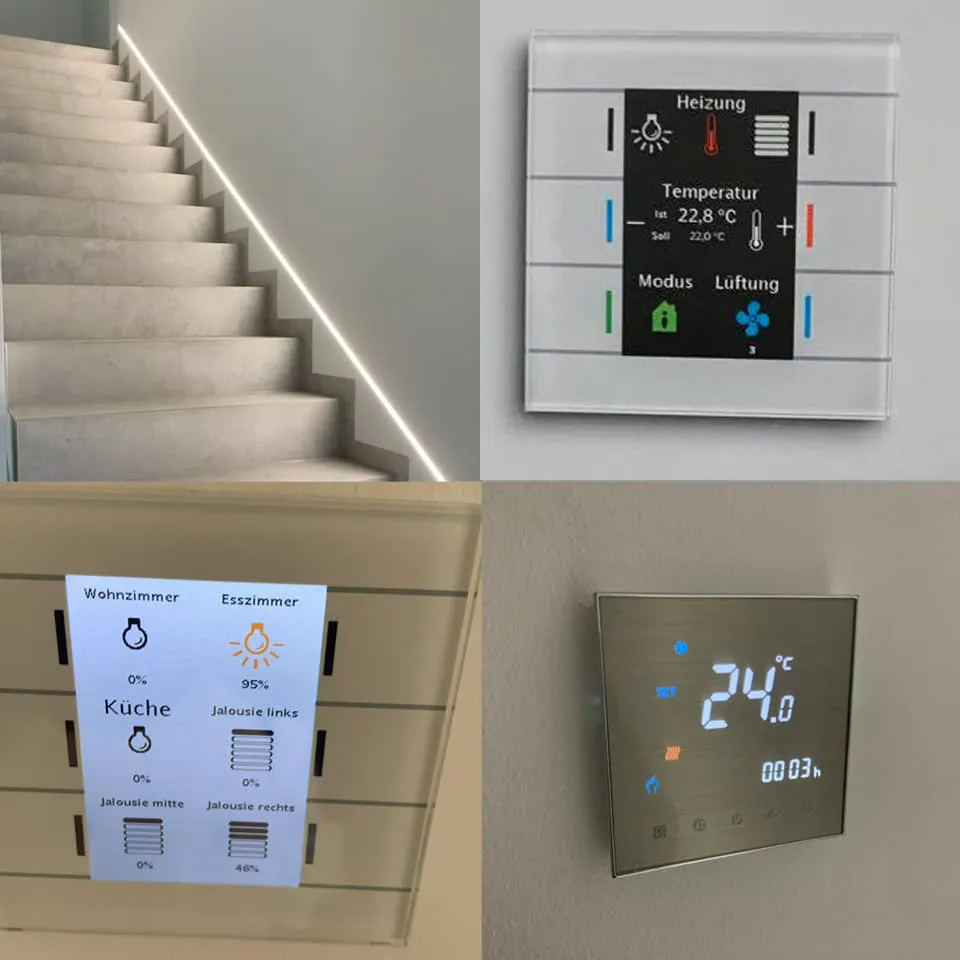 Heizung
Temperatur
− Ist 22,8 °C +
Soll 22,0 °C
Modus Lüftung
3
Wohnzimmer Esszimmer
0% 95%
Küche Jalousie links
0% 0%
Jalousie mitte Jalousie rechts
0% 46%
24.0 °C
SET
0003h